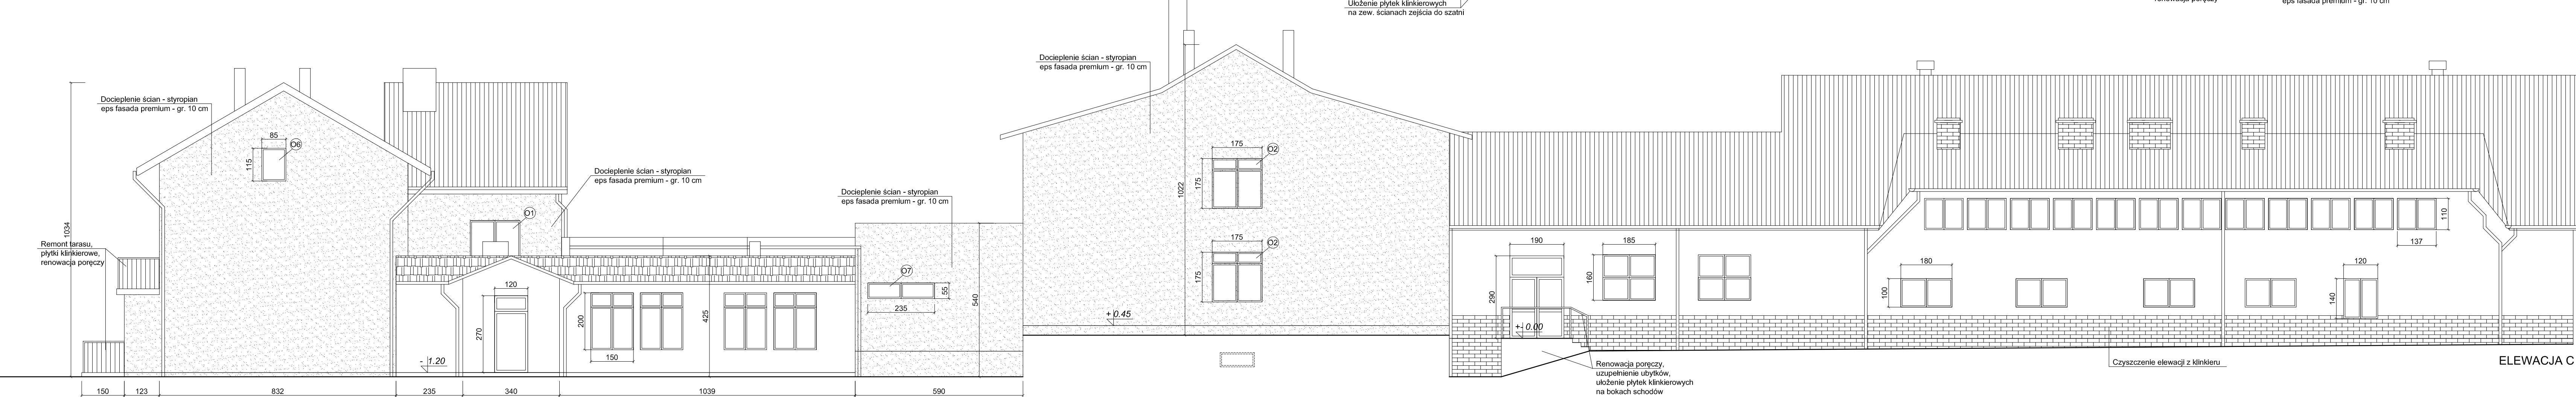 Ułożenie płytek klinkierowych
na zew. ścianach zejścia do szatni
renowacja poręczy
eps fasada premium - gr. 10 cm
Docieplenie ścian - styropian
eps fasada premium - gr. 10 cm
85
O6
115
1034
Remont tarasu,
płytki klinkierowe,
renowacja poręczy
Docieplenie ścian - styropian
eps fasada premium - gr. 10 cm
O1
120
270
200
150
425
- 1.20
Docieplenie ścian - styropian
eps fasada premium - gr. 10 cm
O7
55
235
540
150
123
832
235
340
1039
590
Docieplenie ścian - styropian
eps fasada premium - gr. 10 cm
1022
175
O2
175
175
O2
175
+ 0.45
190
290
+- 0.00
185
160
Renowacja poręczy,
uzupełnienie ubytków,
ułożenie płytek klinkierowych
na bokach schodów
180
100
120
140
110
137
Czyszczenie elewacji z klinkieru
ELEWACJA C